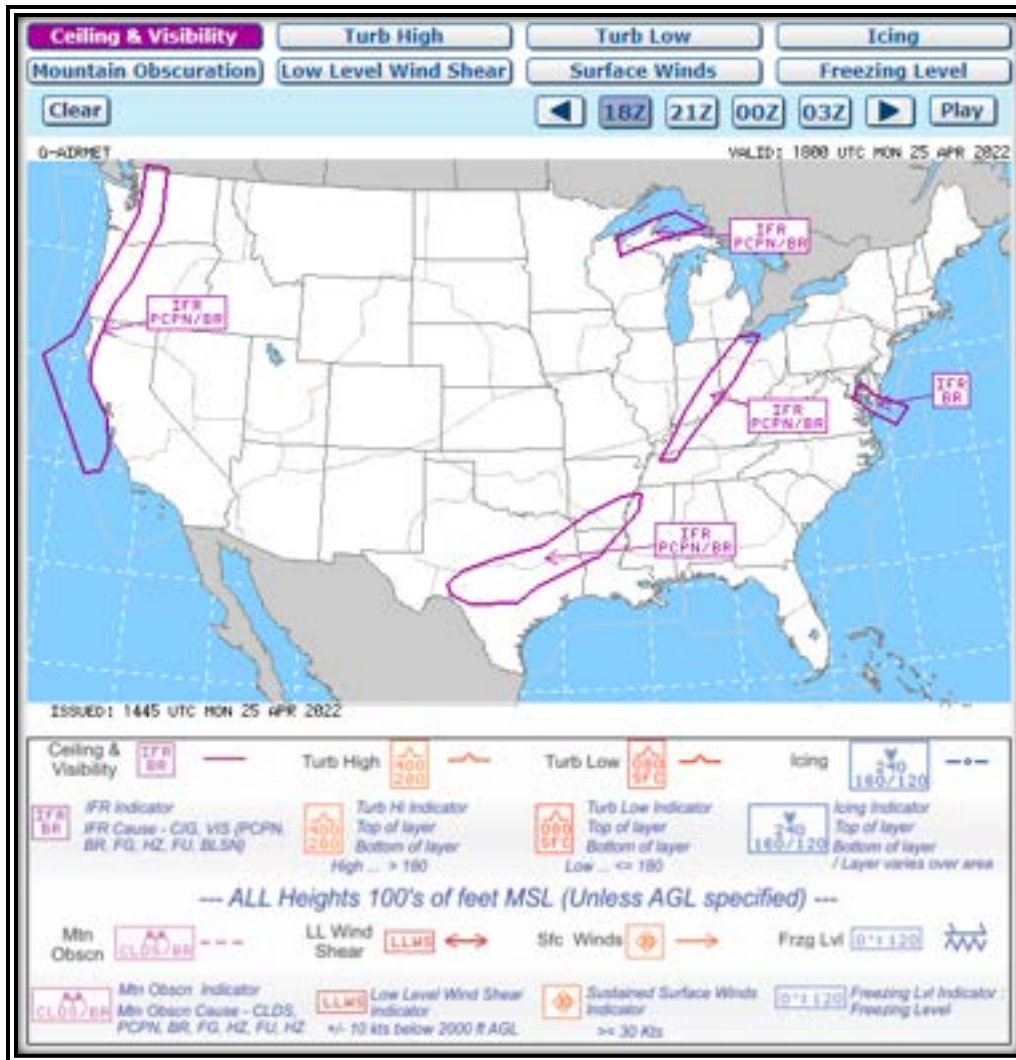 Ceiling & Visibility Turb High Turb Low Icing
Mountain Obscuration Low Level Wind Shear Surface Winds Freezing Level
Clear 18Z 21Z 00Z 03Z Play
G-AIRMET VALID: 1800 UTC MON 25 APR 2022
IFR
PCPN/BR
IFR
PCPN/BR
IFR
BR
IFR
PCPN/BR
IFR
PCPN/BR
ISSUED: 1445 UTC MON 25 APR 2022
Ceiling &
Visibility
IFR
BR
Turb High
400
280
Turb Low
080
SFC
Icing
240
160/120
IFR
BR
IFR Indicator
IFR Cause - CIG, VIS (PCPN,
BR, FG, HZ, FU, BLSN)
400
280
Turb Hi Indicator
Top of layer
Bottom of layer
High ... > 180
080
SFC
Turb Low Indicator
Top of layer
Bottom of layer
Low ... <= 180
240
160/120
Icing Indicator
Top of layer
Bottom of layer
/ Layer varies over area
--- ALL Heights 100's of feet MSL (Unless AGL specified) ---
Mtn
Obscn
CLDS/BR
LL Wind
Shear
LLWS
Sfc Winds
Frzg Lvl
0°:120
CLDS/BR
Mtn Obscn Indicator
Mtn Obscn Cause - CLDS,
PCPN, BR, FG, HZ, FU, HZ
LLWS
Low Level Wind Shear
Indicator
+/- 10 kts below 2000 ft AGL
Sustained Surface Winds
Indicator
>= 30 Kts
0°:120
Freezing Lvl Indicator :
Freezing Level